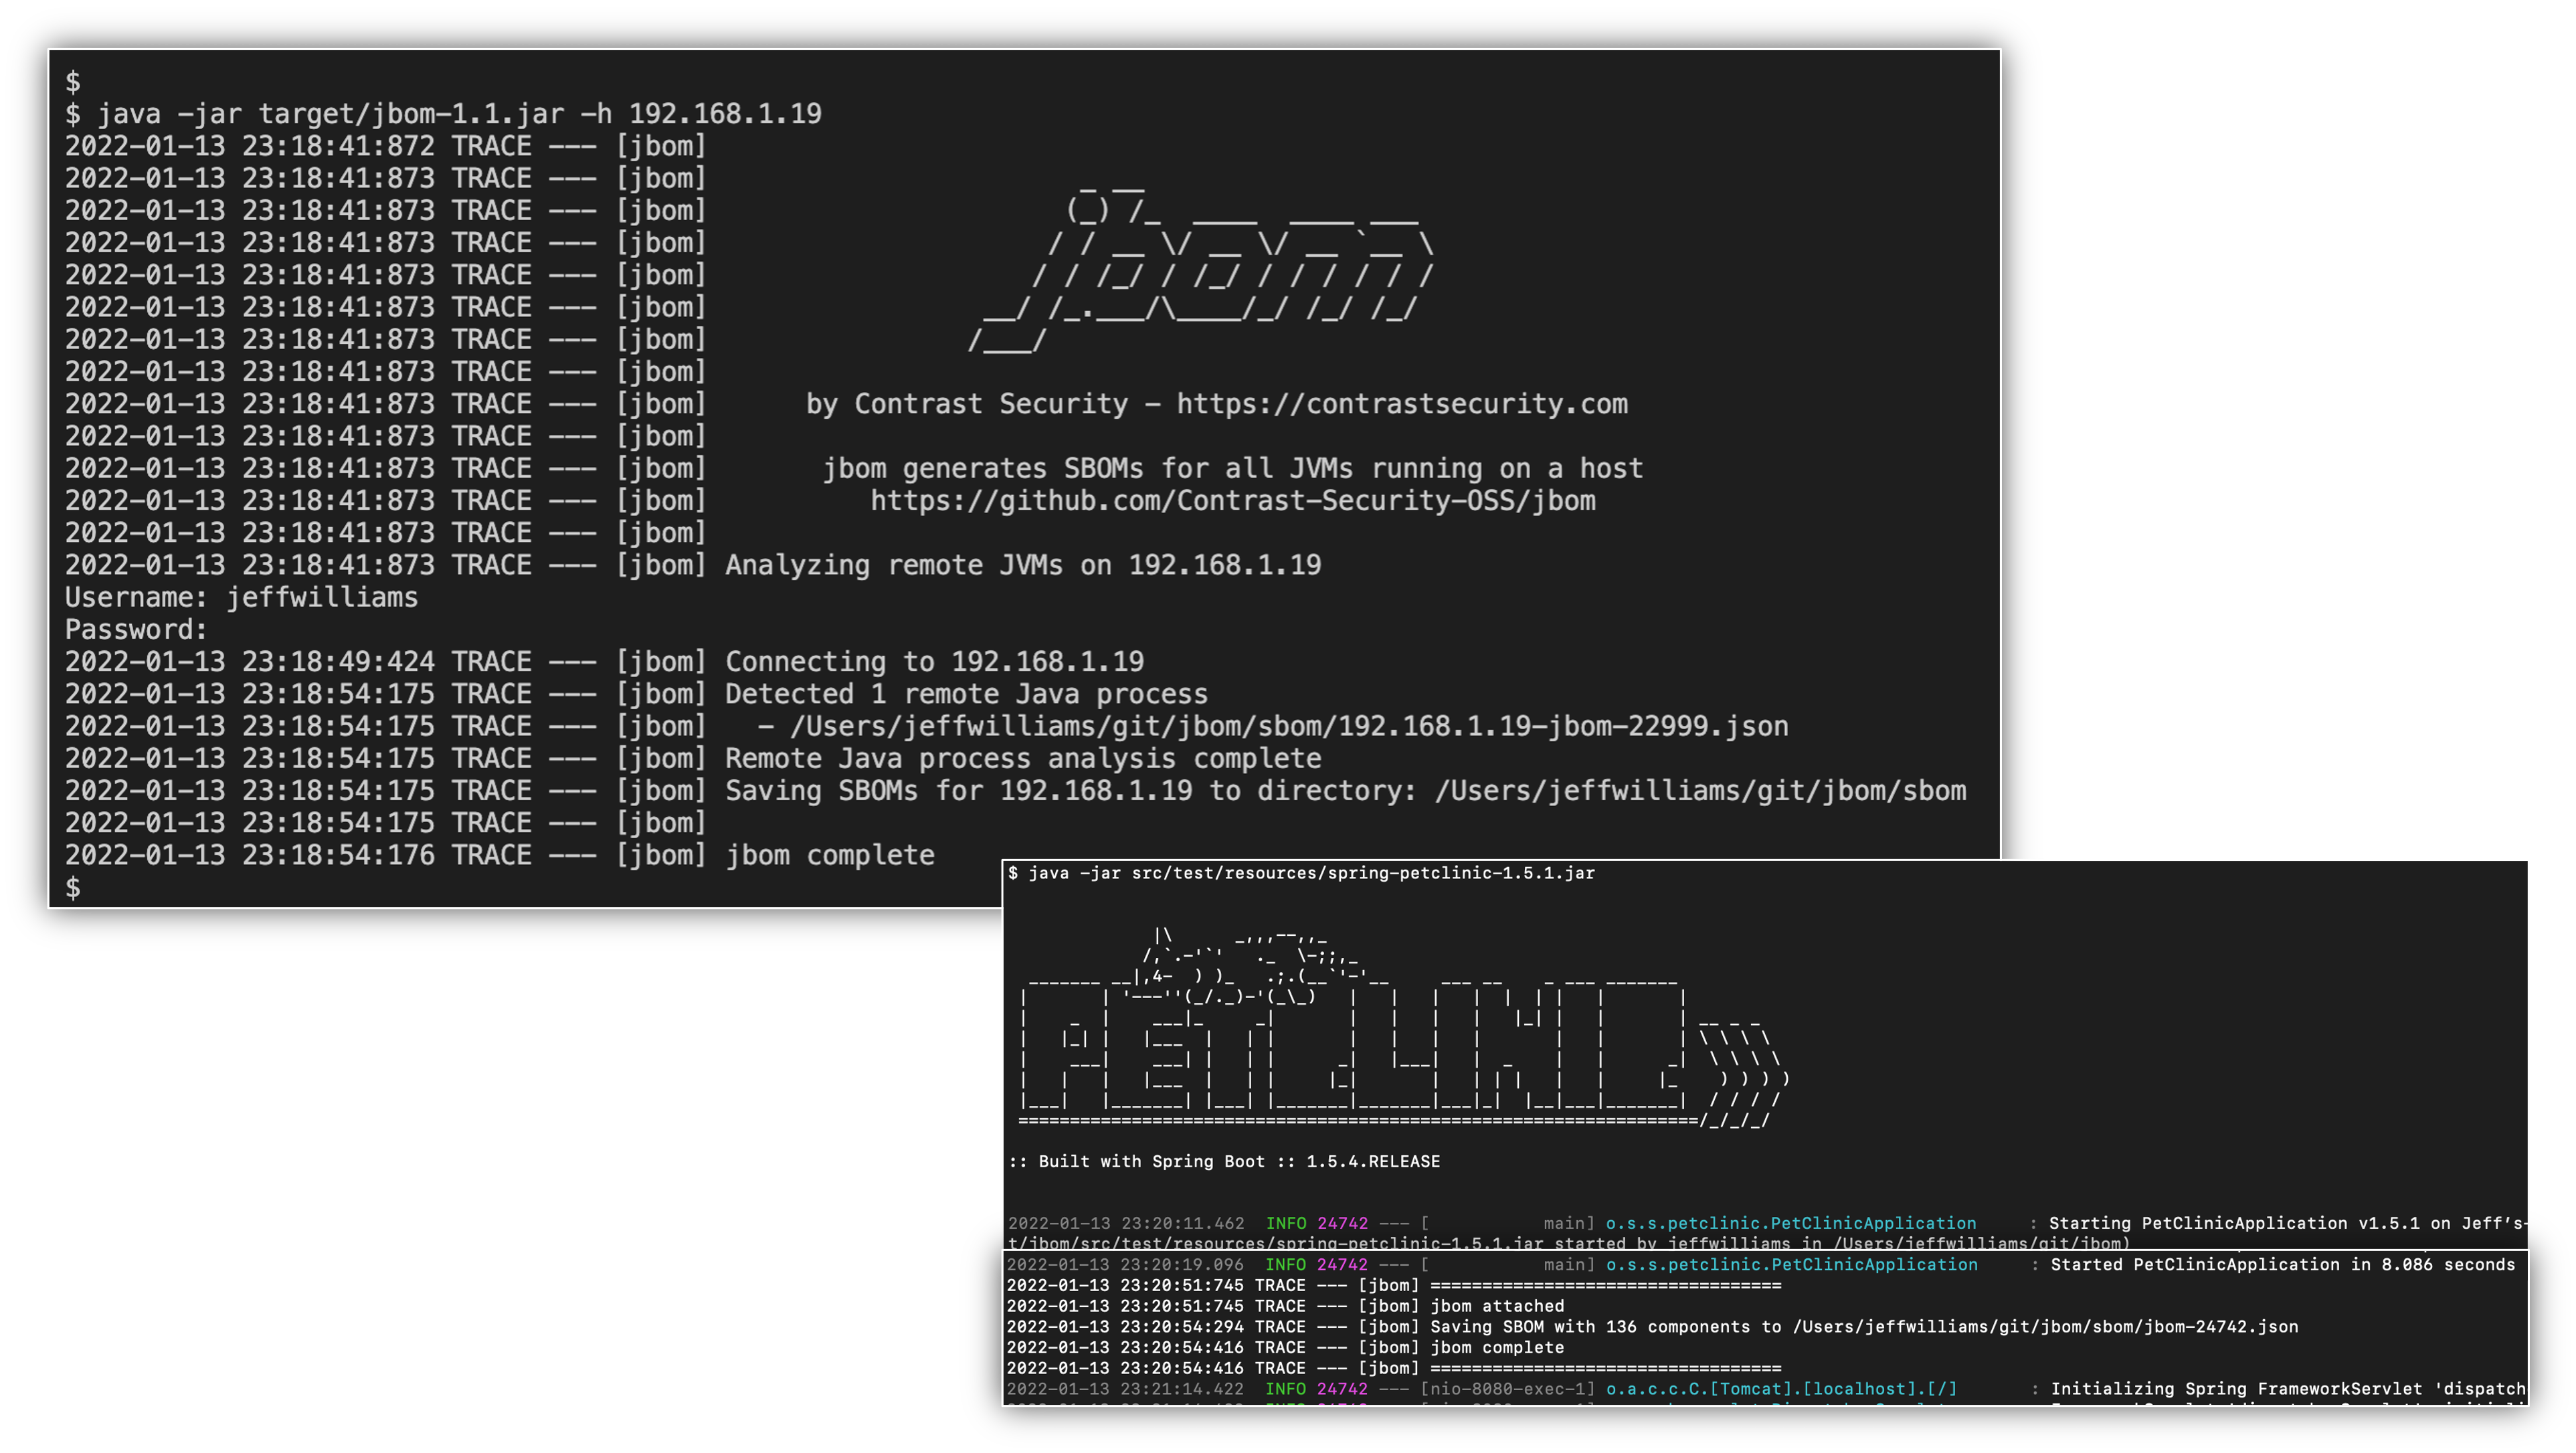 $
$ java -jar target/jbom-1.1.jar -h 192.168.1.19
2022-01-13 23:18:41:872 TRACE --- [jbom]
2022-01-13 23:18:41:873 TRACE --- [jbom]
2022-01-13 23:18:41:873 TRACE --- [jbom]
2022-01-13 23:18:41:873 TRACE --- [jbom]
2022-01-13 23:18:41:873 TRACE --- [jbom]
2022-01-13 23:18:41:873 TRACE --- [jbom]
2022-01-13 23:18:41:873 TRACE --- [jbom]
2022-01-13 23:18:41:873 TRACE --- [jbom]
2022-01-13 23:18:41:873 TRACE --- [jbom] by Contrast Security - https://contrastsecurity.com
2022-01-13 23:18:41:873 TRACE --- [jbom]
2022-01-13 23:18:41:873 TRACE --- [jbom] jbom generates SBOMs for all JVMs running on a host
2022-01-13 23:18:41:873 TRACE --- [jbom] https://github.com/Contrast-Security-OSS/jbom
2022-01-13 23:18:41:873 TRACE --- [jbom]
2022-01-13 23:18:41:873 TRACE --- [jbom] Analyzing remote JVMs on 192.168.1.19
Username: jeffwilliams
Password:
2022-01-13 23:18:49:424 TRACE --- [jbom] Connecting to 192.168.1.19
2022-01-13 23:18:54:175 TRACE --- [jbom] Detected 1 remote Java process
2022-01-13 23:18:54:175 TRACE --- [jbom] - /Users/jeffwilliams/git/jbom/sbom/192.168.1.19-jbom-22999.json
2022-01-13 23:18:54:175 TRACE --- [jbom] Remote Java process analysis complete
2022-01-13 23:18:54:175 TRACE --- [jbom] Saving SBOMs for 192.168.1.19 to directory: /Users/jeffwilliams/git/jbom/sbom
2022-01-13 23:18:54:175 TRACE --- [jbom]
2022-01-13 23:18:54:176 TRACE --- [jbom] jbom complete
$
$ java -jar src/test/resources/spring-petclinic-1.5.1.jar
PETCLINIC
:: Built with Spring Boot :: 1.5.4.RELEASE
2022-01-13 23:20:11.462 INFO 24742 --- [ main] o.s.s.petclinic.PetClinicApplication : Starting PetClinicApplication v1.5.1 on Jeff's-
t/jbom/src/test/resources/spring-petclinic-1.5.1.jar started by jeffwilliams in /Users/jeffwilliams/git/jbom)
2022-01-13 23:20:19.096 INFO 24742 --- [ main] o.s.s.petclinic.PetClinicApplication : Started PetClinicApplication in 8.086 seconds
2022-01-13 23:20:51:745 TRACE --- [jbom] ==================================
2022-01-13 23:20:51:745 TRACE --- [jbom] jbom attached
2022-01-13 23:20:54:294 TRACE --- [jbom] Saving SBOM with 136 components to /Users/jeffwilliams/git/jbom/sbom/jbom-24742.json
2022-01-13 23:20:54:416 TRACE --- [jbom] jbom complete
2022-01-13 23:20:54:416 TRACE --- [jbom] ==================================
2022-01-13 23:21:14.422 INFO 24742 --- [nio-8080-exec-1] o.a.c.c.C.[Tomcat].[localhost].[/] : Initializing Spring FrameworkServlet 'dispatch